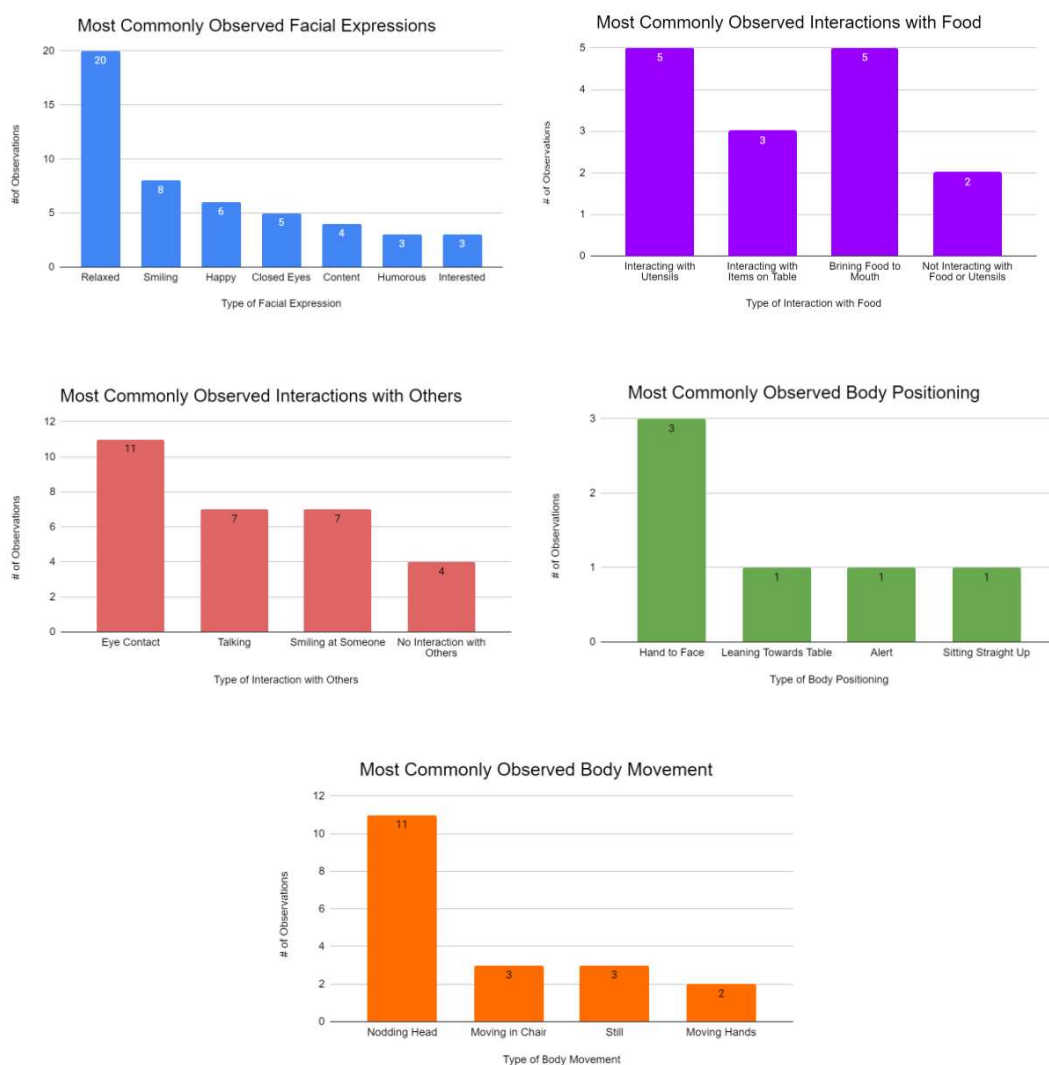 Most Commonly Observed Facial Expressions
#of Observations
20
15
10
5
0
20
8
6
5
4
3
3
Relaxed
Smiling
Happy
Closed Eyes
Content
Humorous
Interested
Type of Facial Expression
Most Commonly Observed Interactions with Food
# of Observations
5
4
3
2
1
0
5
3
5
2
Interacting with
Utensils
Interacting with
Items on Table
Brining Food to
Mouth
Not Interacting with
Food or Utensils
Type of Interaction with Food
Most Commonly Observed Interactions with Others
# of Observations
12
10
8
6
4
2
0
11
7
7
4
Eye Contact
Talking
Smiling at Someone
No Interaction with
Others
Type of Interaction with Others
Most Commonly Observed Body Positioning
# of Observations
3
2
1
0
3
1
1
1
Hand to Face
Leaning Towards Table
Alert
Sitting Straight Up
Type of Body Positioning
Most Commonly Observed Body Movement
# of Observations
12
10
8
6
4
2
0
11
3
3
2
Nodding Head
Moving in Chair
Still
Moving Hands
Type of Body Movement